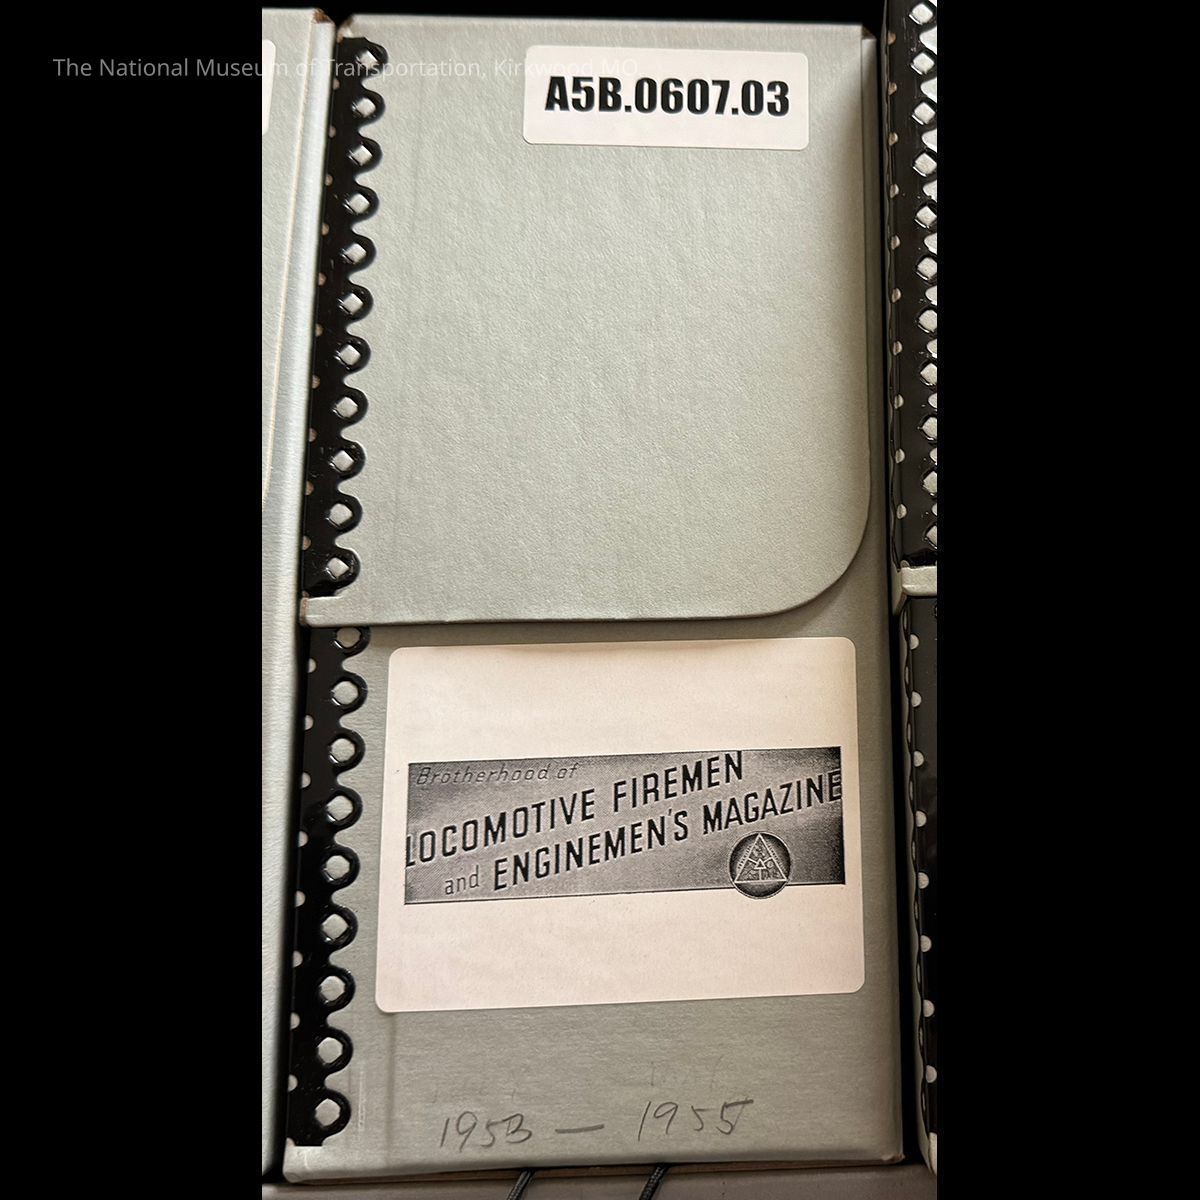 The National Museum of Transportation, Kirkwood MO
A5B.0607.03
Brotherhood of
LOCOMOTIVE FIREMEN
and ENGINEMEN'S MAGAZINE
1953 — 1955